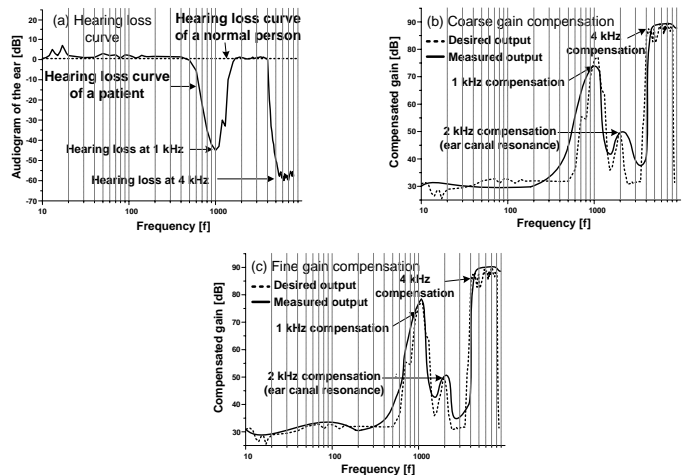 (a) Hearing loss
curve
Hearing loss curve
of a normal person
Hearing loss curve
of a patient
Hearing loss at 1 kHz
Hearing loss at 4 kHz
Audiogram of the ear [dB]
20
10
0
-10
-20
-30
-40
-50
-60
-70
10
100
1000
Frequency [f]
(b) Coarse gain compensation
Desired output
Measured output
4 kHz
compensation
1 kHz compensation
2 kHz compensation
(ear canal resonance)
Compensated gain [dB]
90
80
70
60
50
40
30
10
100
1000
Frequency [f]
(c) Fine gain compensation
Desired output
Measured output
4 kHz
compensation
1 kHz compensation
2 kHz compensation
(ear canal resonance)
Compensated gain [dB]
90
80
70
60
50
40
30
10
100
1000
Frequency [f]